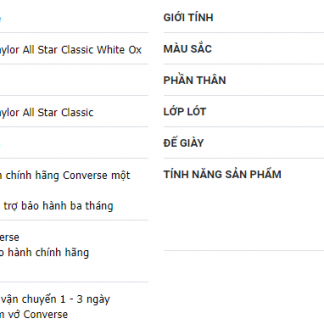 ylor All Star Classic White Ox
ylor All Star Classic
chính hãng Converse một
trợ bảo hành ba tháng
erse
o hành chính hãng
vận chuyển 1 - 3 ngày
m vớ Converse
GIỚI TÍNH
MÀU SẮC
PHẦN THÂN
LỚP LÓT
ĐẾ GIÀY
TÍNH NĂNG SẢN PHẨM